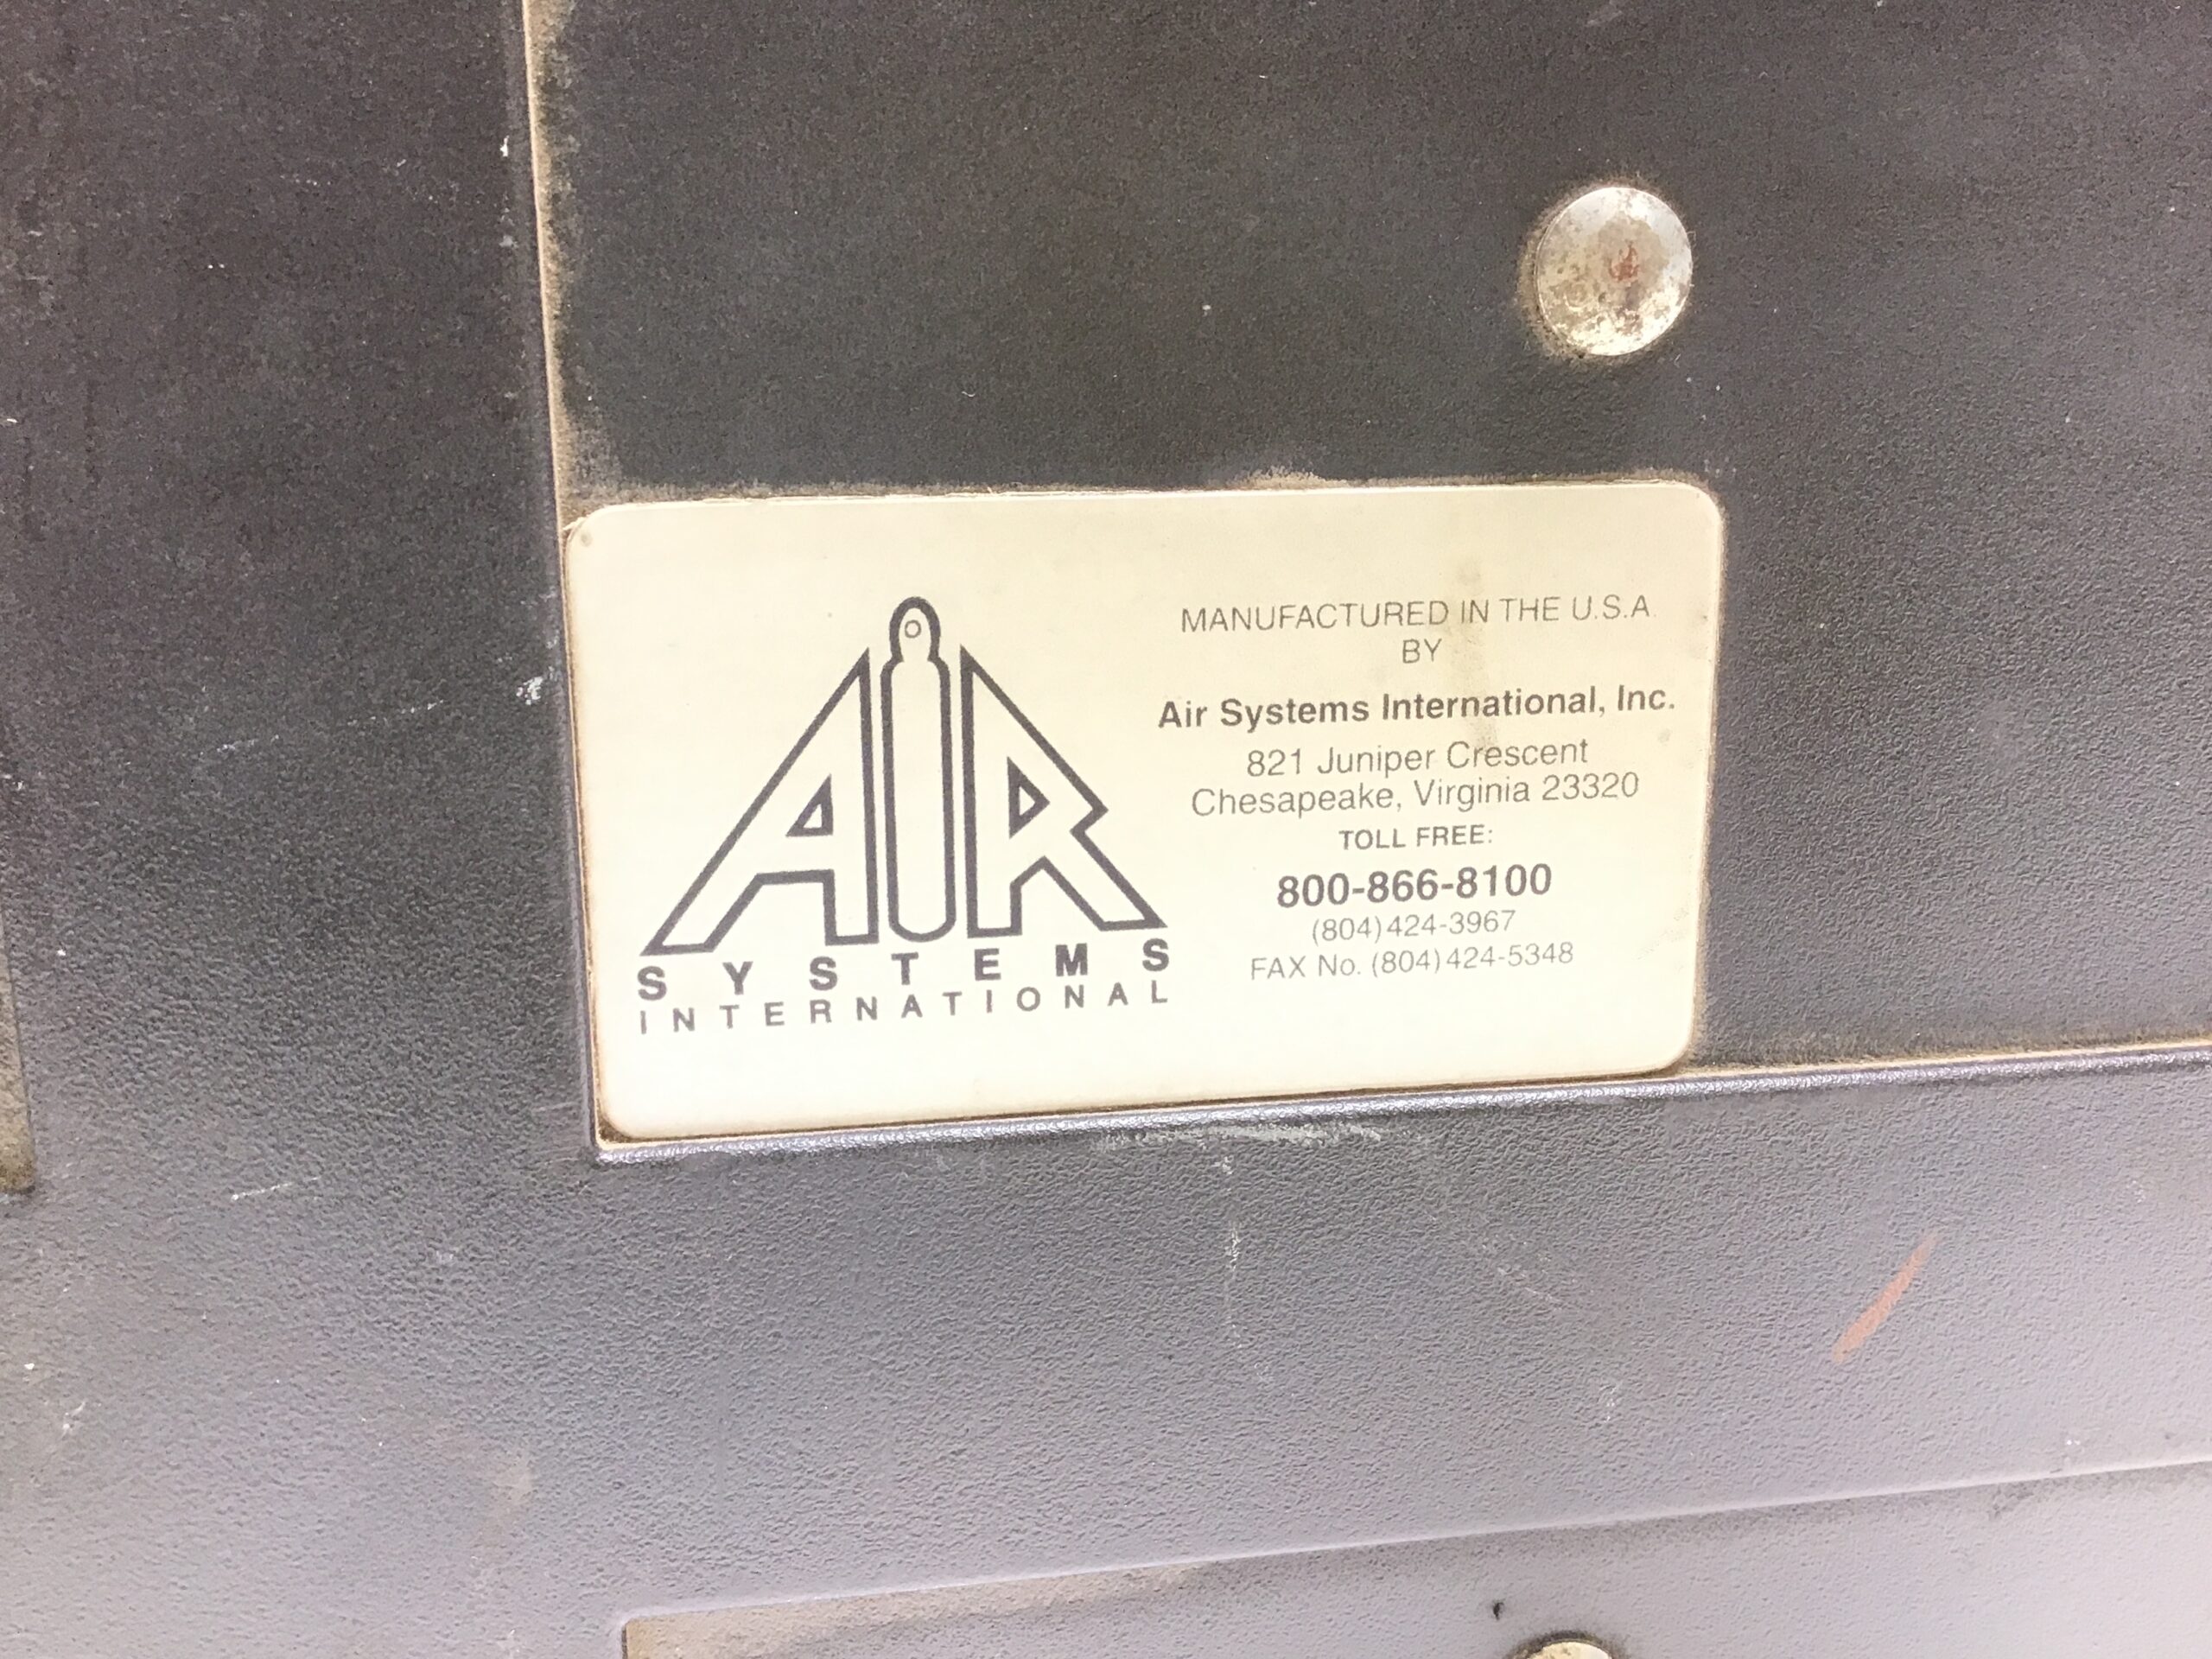 AIR
SYSTEMS
INTERNATIONAL
MANUFACTURED IN THE U.S.A.
BY
Air Systems International, Inc.
821 Juniper Crescent
Chesapeake, Virginia 23320
TOLL FREE:
800-866-8100
(804)424-3967
FAX No. (804)424-5348